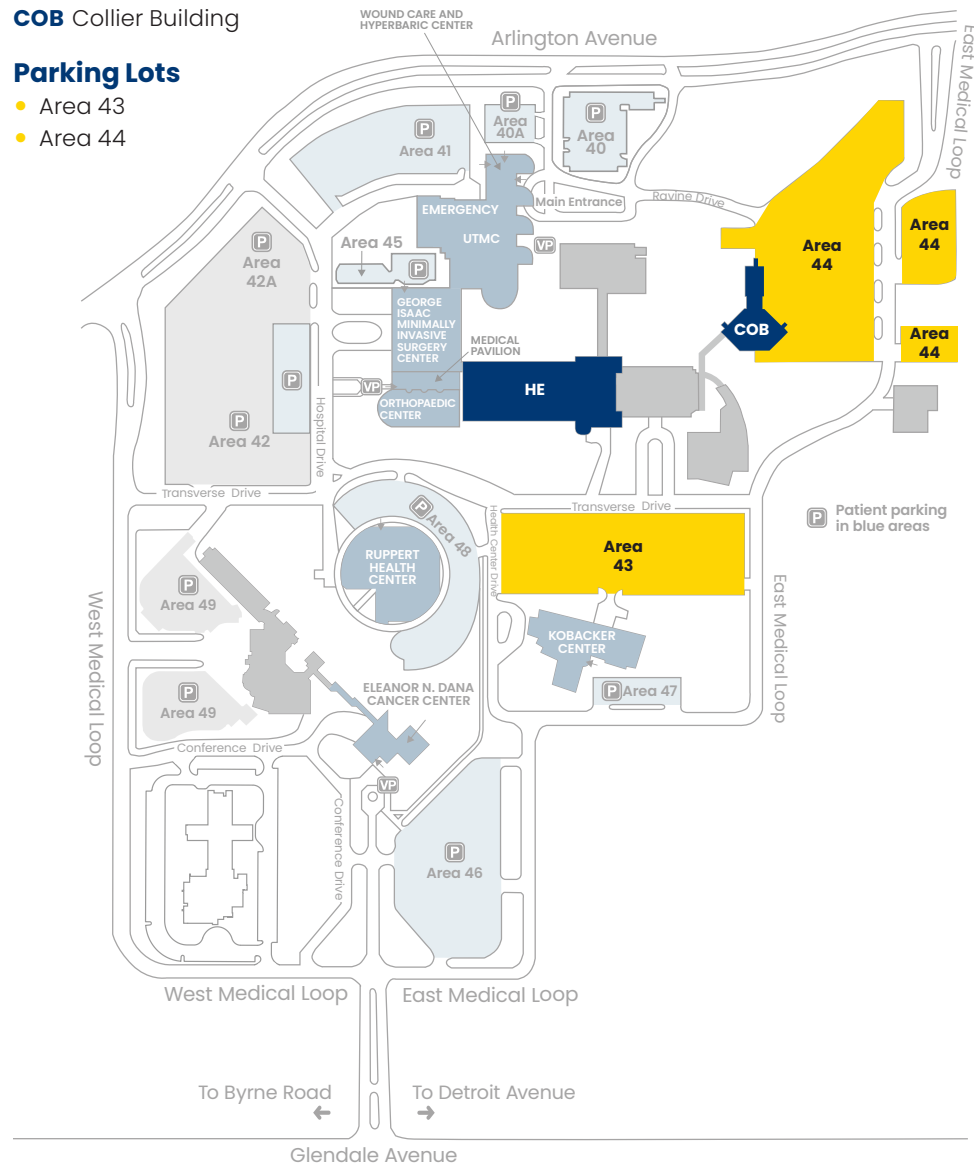 COB Collier Building
Parking Lots
Area 43
Area 44
WOUND CARE AND
HYPERBARIC CENTER
Arlington Avenue
East Medical Loop
P
Area
40A
P
Area
40
P
Area 41
EMERGENCY
UTMC
Main Entrance
Ravine Drive
VP
Area
44
Area
44
Area
44
COB
P
Area
42A
Area 45
P
GEORGE
ISAAC
MINIMALLY
INVASIVE
SURGERY
CENTER
MEDICAL
PAVILION
VP
ORTHOPAEDIC
CENTER
HE
P
P
Area 42
Hospital Drive
Transverse Drive
Transverse Drive
P
Patient parking
in blue areas
P
Area 48
Health Center Drive
Area
43
RUPPERT
HEALTH
CENTER
P
Area 49
West Medical Loop
East Medical Loop
KOBACKER
CENTER
P
Area 47
P
Area 49
ELEANOR N. DANA
CANCER CENTER
Conference Drive
VP
Conference Drive
P
Area 46
West Medical Loop
East Medical Loop
To Byrne Road
To Detroit Avenue
Glendale Avenue